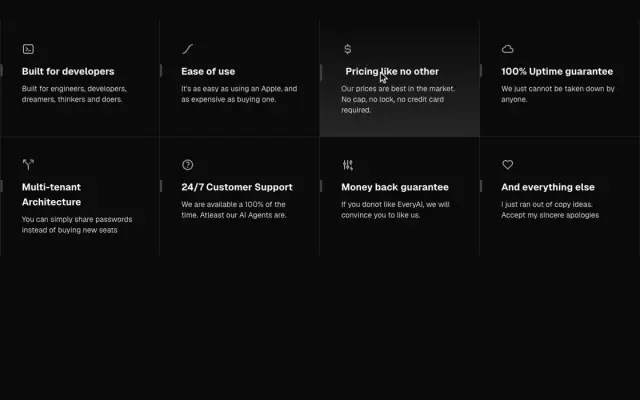 Built for developers
Built for engineers, developers,
dreamers, thinkers and doers.
Ease of use
It's as easy as using an Apple, and
as expensive as buying one.
Pricing like no other
Our prices are best in the market.
No cap, no lock, no credit card
required.
100% Uptime guarantee
We just cannot be taken down by
anyone.
Multi-tenant
Architecture
You can simply share passwords
instead of buying new seats
24/7 Customer Support
We are available a 100% of the
time. Atleast our AI Agents are.
Money back guarantee
If you donot like EveryAI, we will
convince you to like us.
And everything else
I just ran out of copy ideas.
Accept my sincere apologies